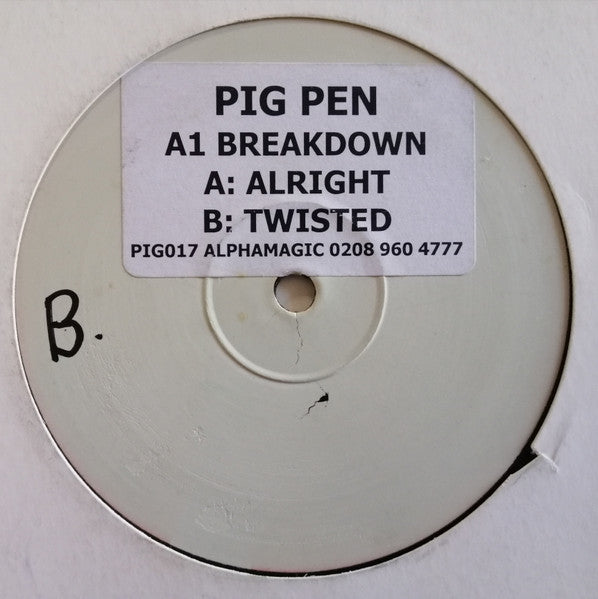 PIG PEN
A1 BREAKDOWN
A: ALRIGHT
B: TWISTED
PIG017 ALPHAMAGIC 0208 960 4777
B.